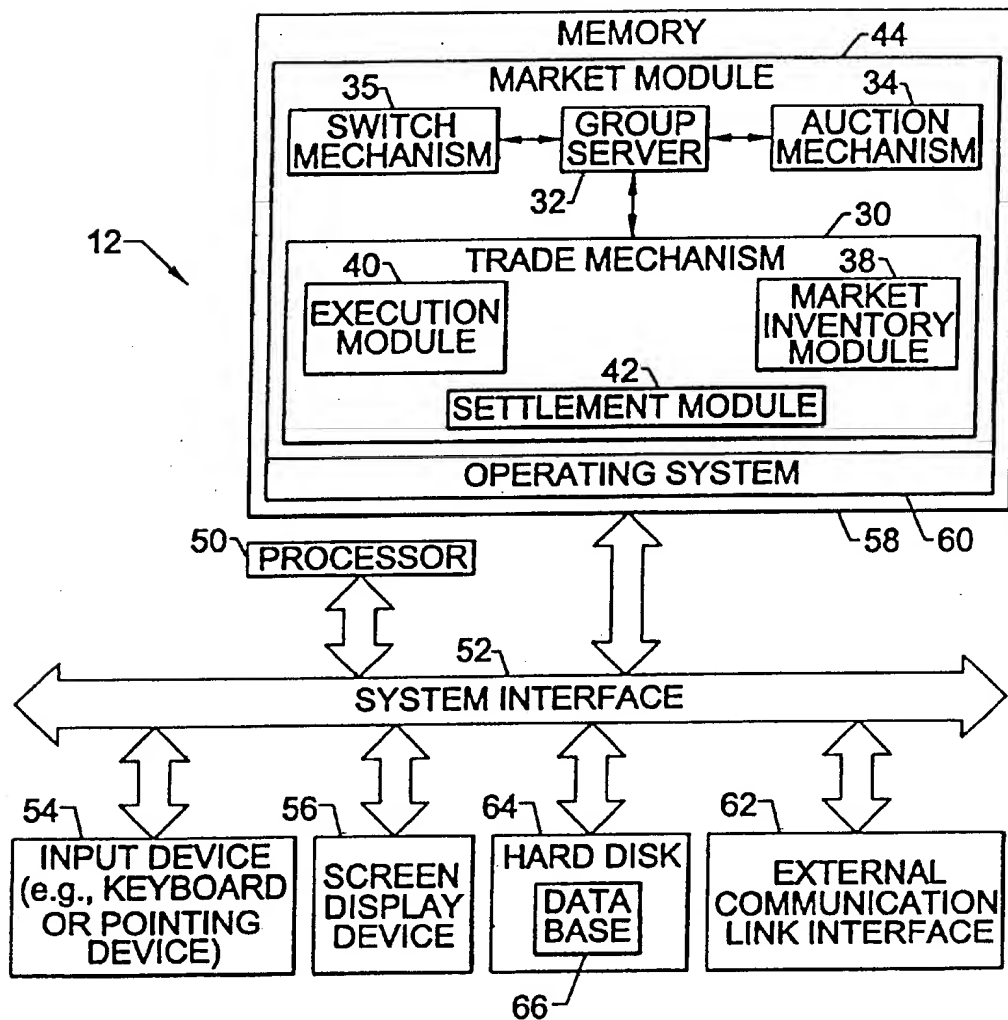 MEMORY
44
MARKET MODULE
35
34
SWITCH
MECHANISM
GROUP
SERVER
AUCTION
MECHANISM
32
30
12
TRADE MECHANISM
40
38
EXECUTION
MODULE
MARKET
INVENTORY
MODULE
42
SETTLEMENT MODULE
OPERATING SYSTEM
58
60
50
PROCESSOR
52
SYSTEM INTERFACE
54
56
64
62
INPUT DEVICE
(e.g., KEYBOARD
OR POINTING
DEVICE)
SCREEN
DISPLAY
DEVICE
HARD DISK
DATA
BASE
66
EXTERNAL
COMMUNICATION
LINK INTERFACE